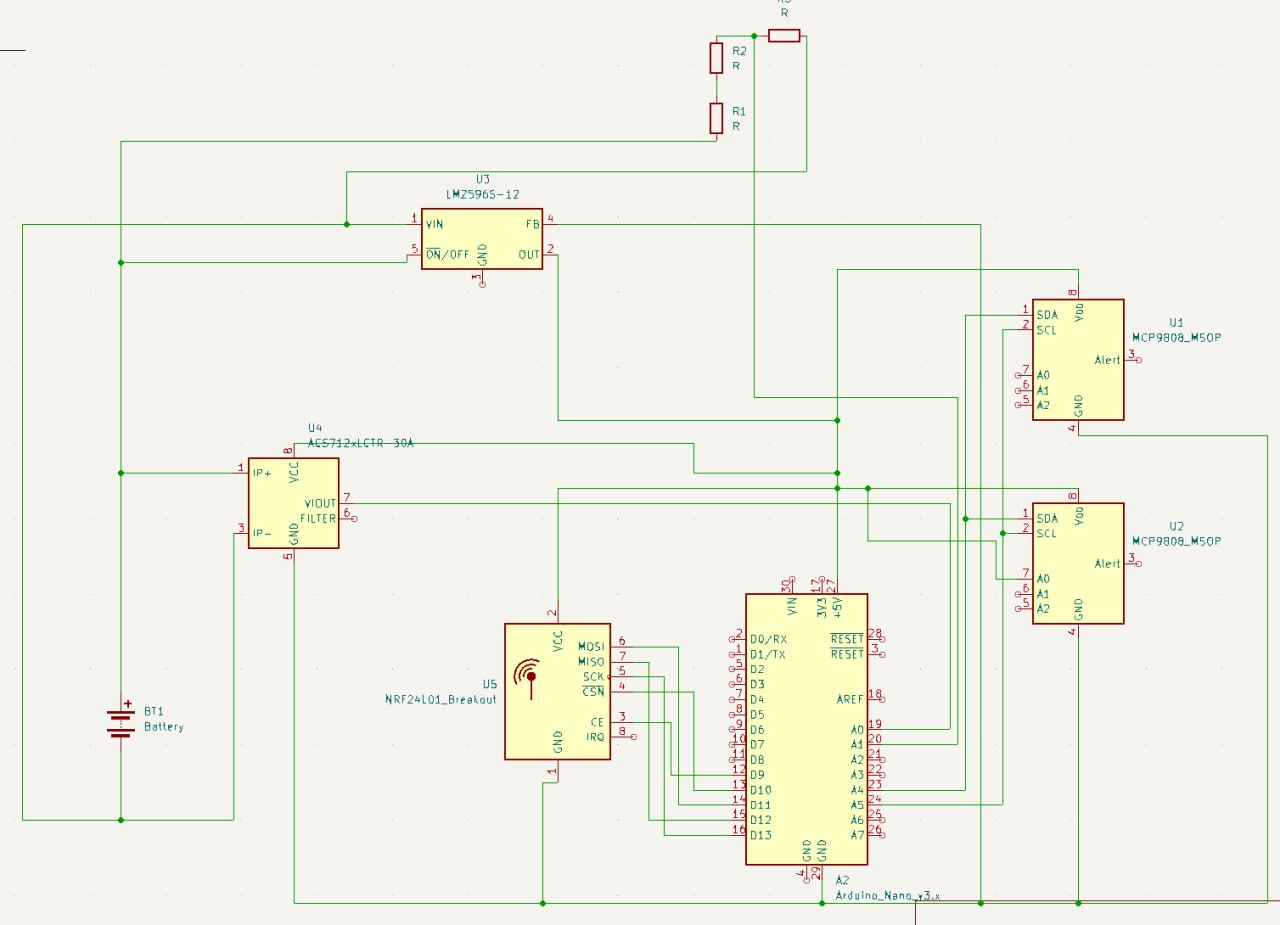 R
R2
R
R1
R
U3
LM2596S-12
1
VIN
FB
4
5
ON/OFF
GND
OUT
2
3
8
VDD
1
SDA
2
SCL
U1
MCP9808_MSOP
Alert
3
7
A0
6
A1
5
A2
GND
4
U4
ACS712xLCTR-30A
8
VCC
1
IP+
VIOUT
7
FILTER
6
3
IP-
GND
5
8
VDD
1
SDA
2
SCL
U2
MCP9808_MSOP
Alert
3
7
A0
6
A1
5
A2
GND
4
2
VCC
MOSI
6
MISO
7
SCK
5
CSN
4
CE
3
IRQ
8
GND
1
U5
NRF24L01_Breakout
+
BT1
Battery
30
17
27
VIN
3V3
+5V
2
D0/RX
RESET
28
1
D1/TX
RESET
3
5
D2
6
D3
7
D4
AREF
18
8
D5
9
D6
A0
19
10
D7
A1
20
11
D8
A2
21
12
D9
A3
22
13
D10
A4
23
14
D11
A5
24
15
D12
A6
25
16
D13
A7
26
GND
GND
4
29
A2
Arduino_Nano_v3.x